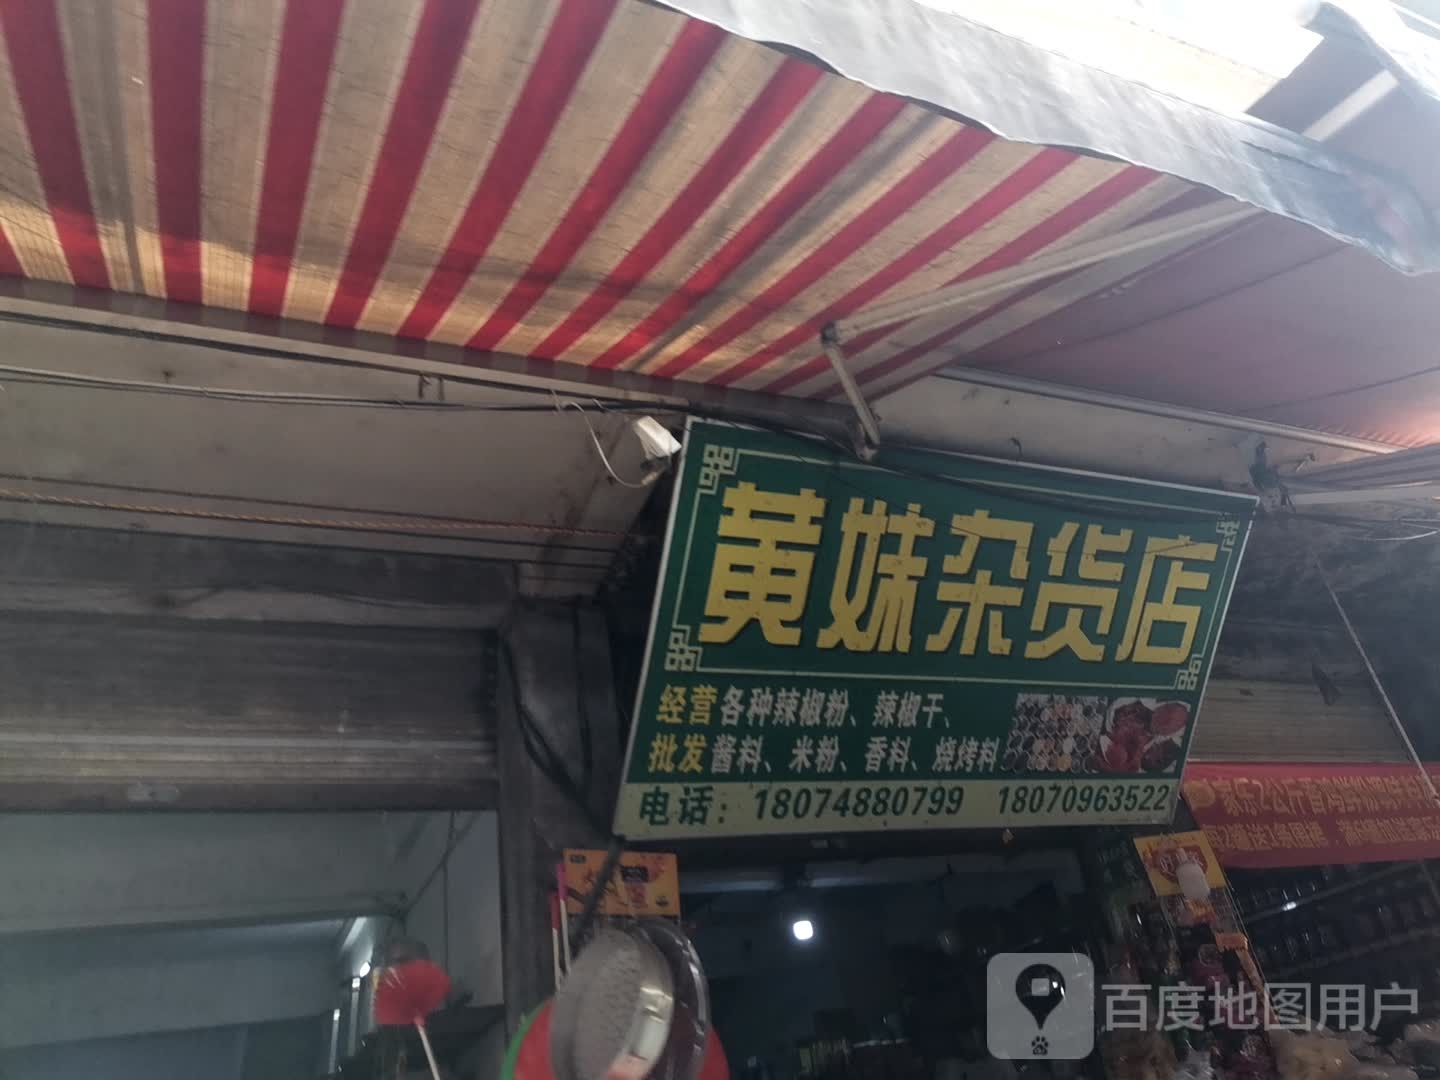 黄妹杂货店
经营 各种辣椒粉、辣椒干、
批发 酱料、米粉、香料、烧烤料
电话：18074880799 18070963522
百度地图用户